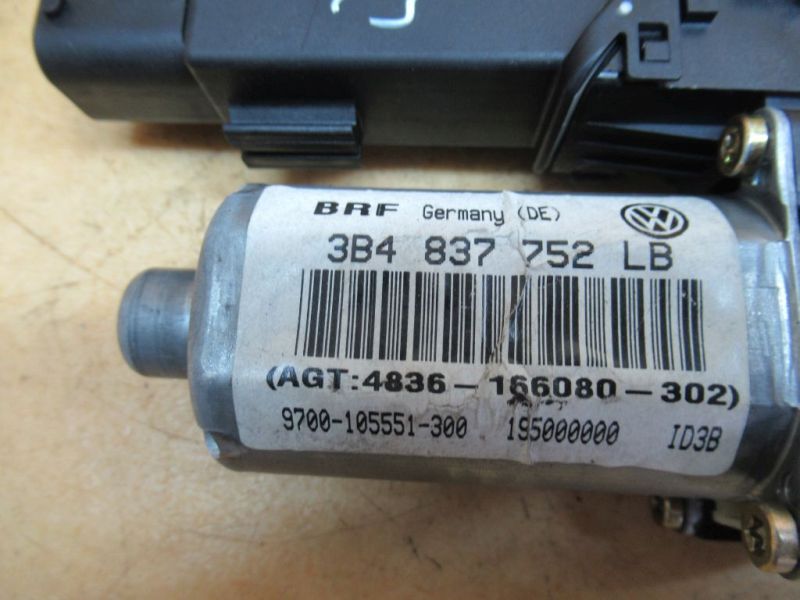 BRF Germany (DE)
3B4 837 752 LB
(AGT:4836-166080-302)
9700-105551-300 195000000 ID3B